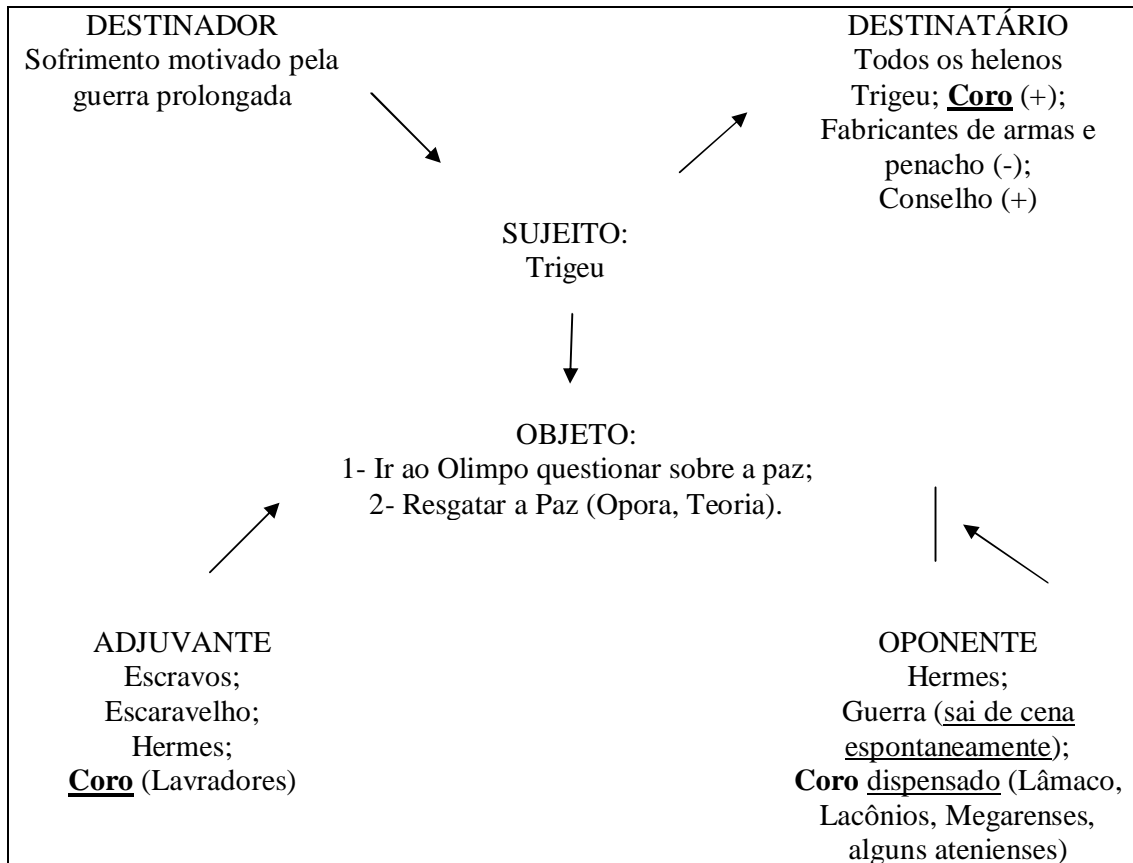 DESTINADOR
Sofrimento motivado pela
guerra prolongada
DESTINATÁRIO
Todos os helenos
Trigeu; Coro (+);
Fabricantes de armas e
penacho (-);
Conselho (+)
SUJEITO:
Trigeu
OBJETO:
1- Ir ao Olimpo questionar sobre a paz;
2- Resgatar a Paz (Opora, Teoria).
ADJUVANTE
Escravos;
Escaravelho;
Hermes;
Coro (Lavradores)
OPONENTE
Hermes;
Guerra (sai de cena
espontaneamente);
Coro dispensado (Lâmaco,
Lacônios, Megarenses,
alguns atenienses)